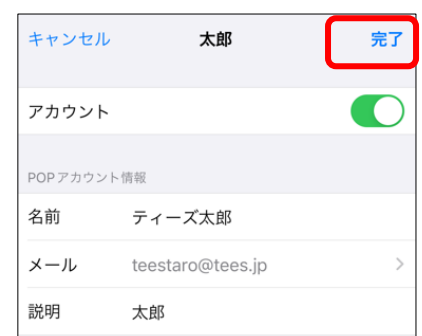 キャンセル 太郎 完了
アカウント
POPアカウント情報
名前 ティーズ太郎
メール teestaro@tees.jp
説明 太郎